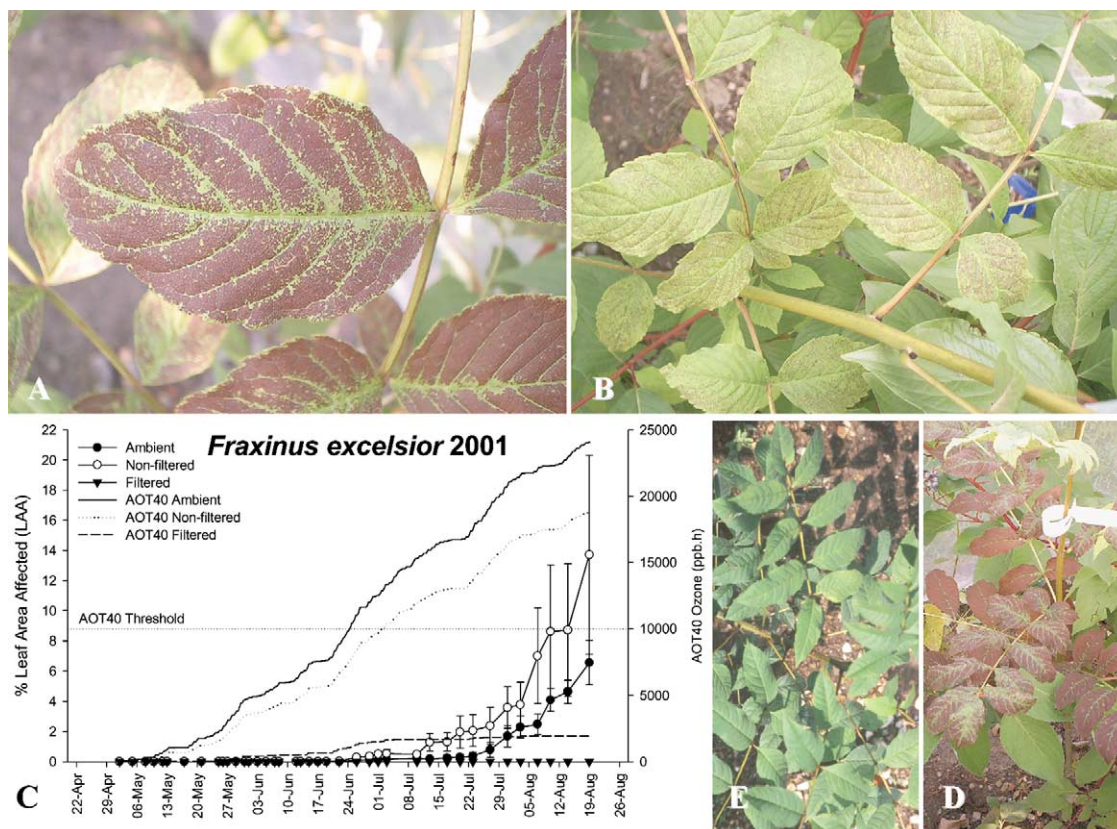 A
B
Fraxinus excelsior 2001
Ambient
Non-filtered
Filtered
AOT40 Ambient
AOT40 Non-filtered
AOT40 Filtered
AOT40 Threshold
% Leaf Area Affected (LAA)
22
20
18
16
14
12
10
8
6
4
2
0
AOT40 Ozone (ppb.h)
25000
20000
15000
10000
5000
0
22-Apr
29-Apr
06-May
13-May
20-May
27-May
03-Jun
10-Jun
17-Jun
24-Jun
01-Jul
08-Jul
15-Jul
22-Jul
29-Jul
05-Aug
12-Aug
19-Aug
26-Aug
C
E
D